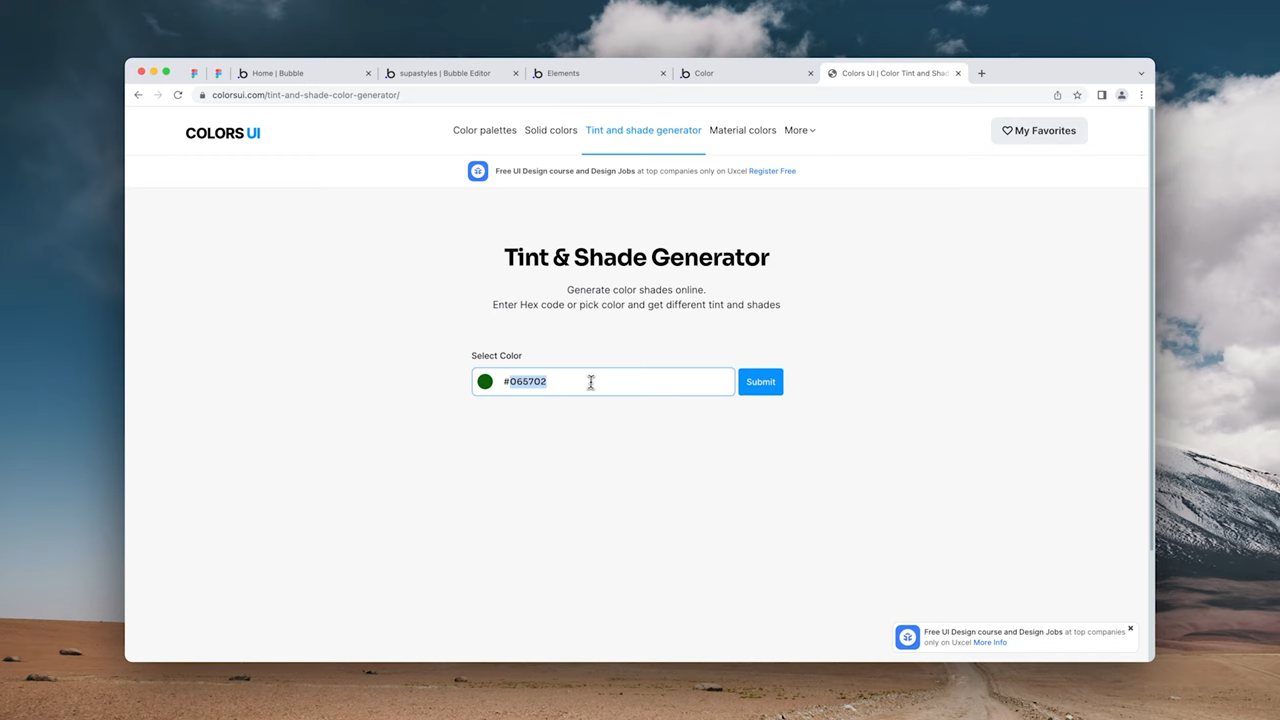 Home | Bubble
supastyles | Bubble Editor
Elements
Color
Colors UI | Color Tint and Shad
colorsui.com/tint-and-shade-color-generator/
COLORS UI
Color palettes
Solid colors
Tint and shade generator
Material colors
More
My Favorites
Free UI Design course and Design Jobs at top companies only on Uxcel Register Free
Tint & Shade Generator
Generate color shades online.
Enter Hex code or pick color and get different tint and shades
Select Color
#065702
Submit
Free UI Design course and Design Jobs at top companies
only on Uxcel More Info